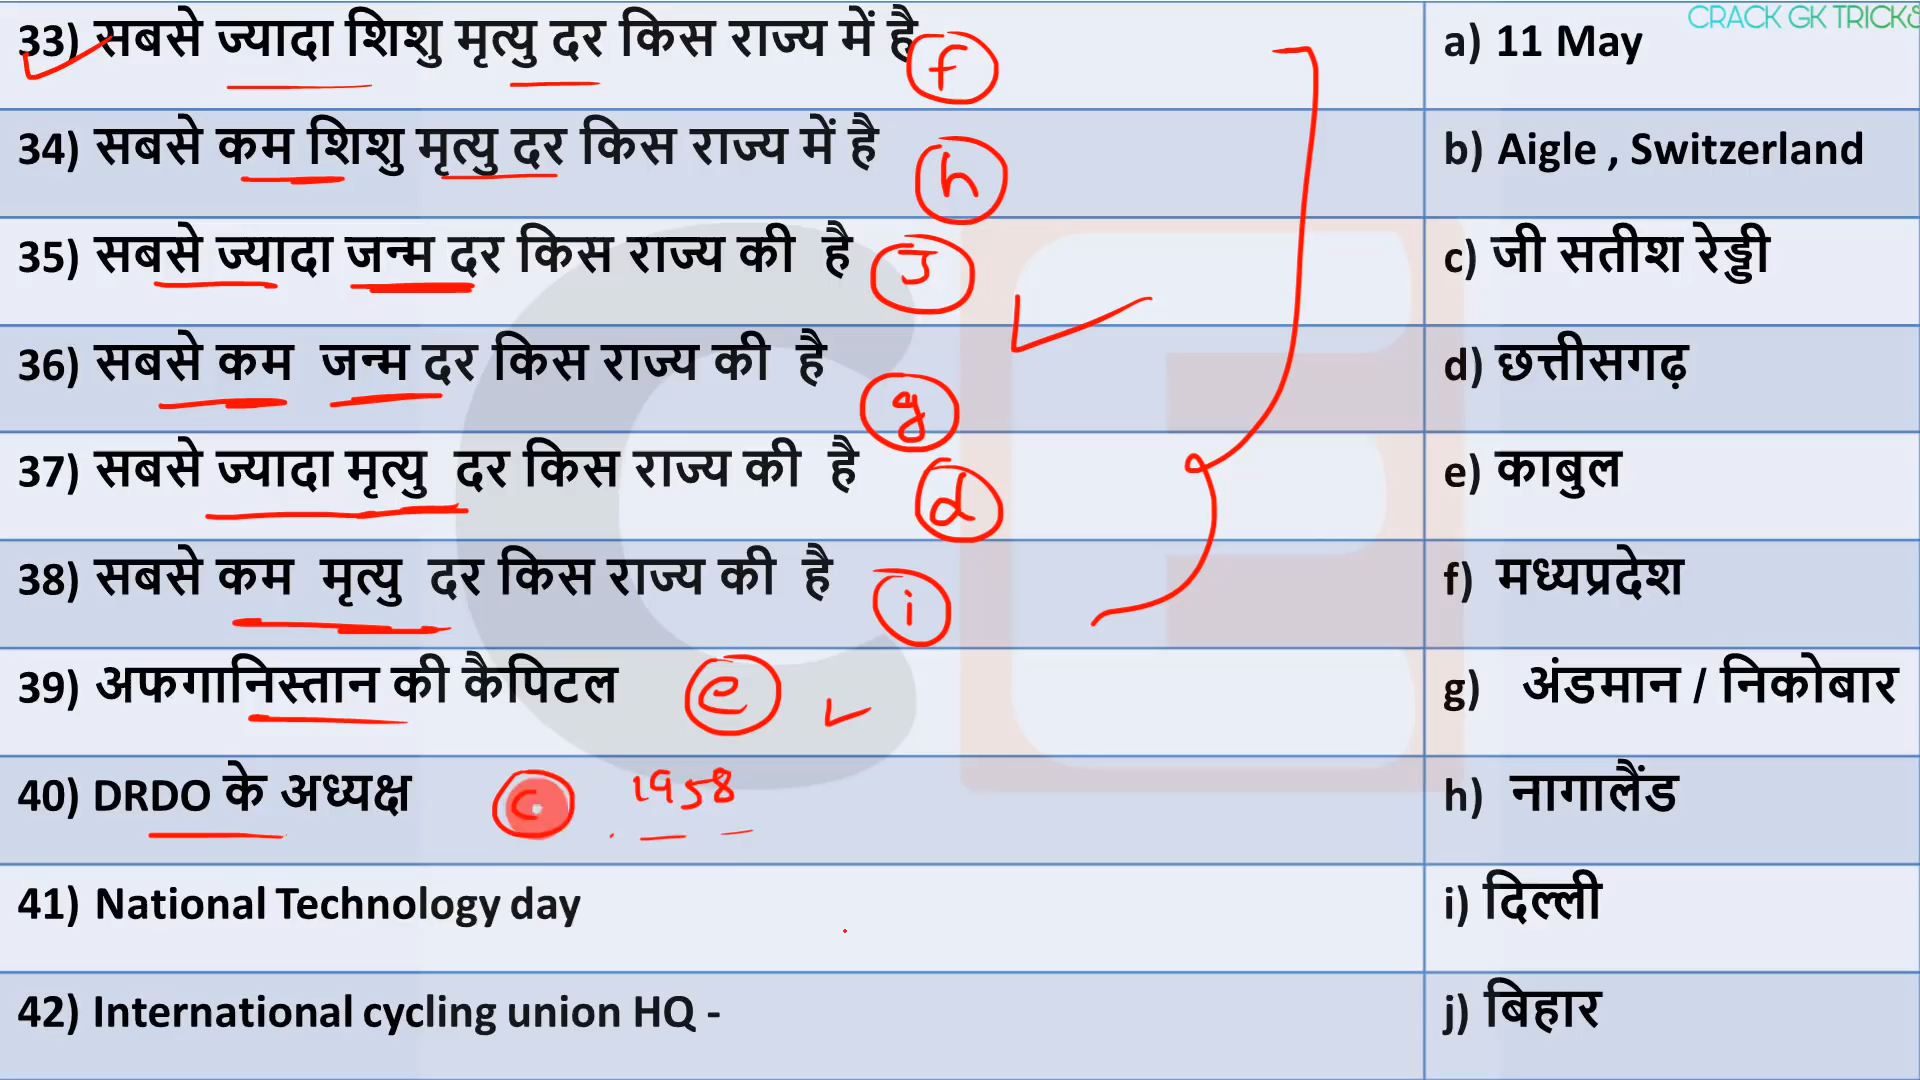 CRACK GK TRICKS
33) सबसे ज्यादा शिशु मृत्यु दर किस राज्य में है f
a) 11 May
34) सबसे कम शिशु मृत्यु दर किस राज्य में है h
b) Aigle , Switzerland
35) सबसे ज्यादा जन्म दर किस राज्य की है J
c) जी सतीश रेड्डी
36) सबसे कम जन्म दर किस राज्य की है g
d) छत्तीसगढ़
37) सबसे ज्यादा मृत्यु दर किस राज्य की है d
e) काबुल
38) सबसे कम मृत्यु दर किस राज्य की है i
f) मध्यप्रदेश
39) अफगानिस्तान की कैपिटल e
g) अंडमान / निकोबार
40) DRDO के अध्यक्ष c 1958
h) नागालैंड
41) National Technology day
i) दिल्ली
42) International cycling union HQ -
j) बिहार